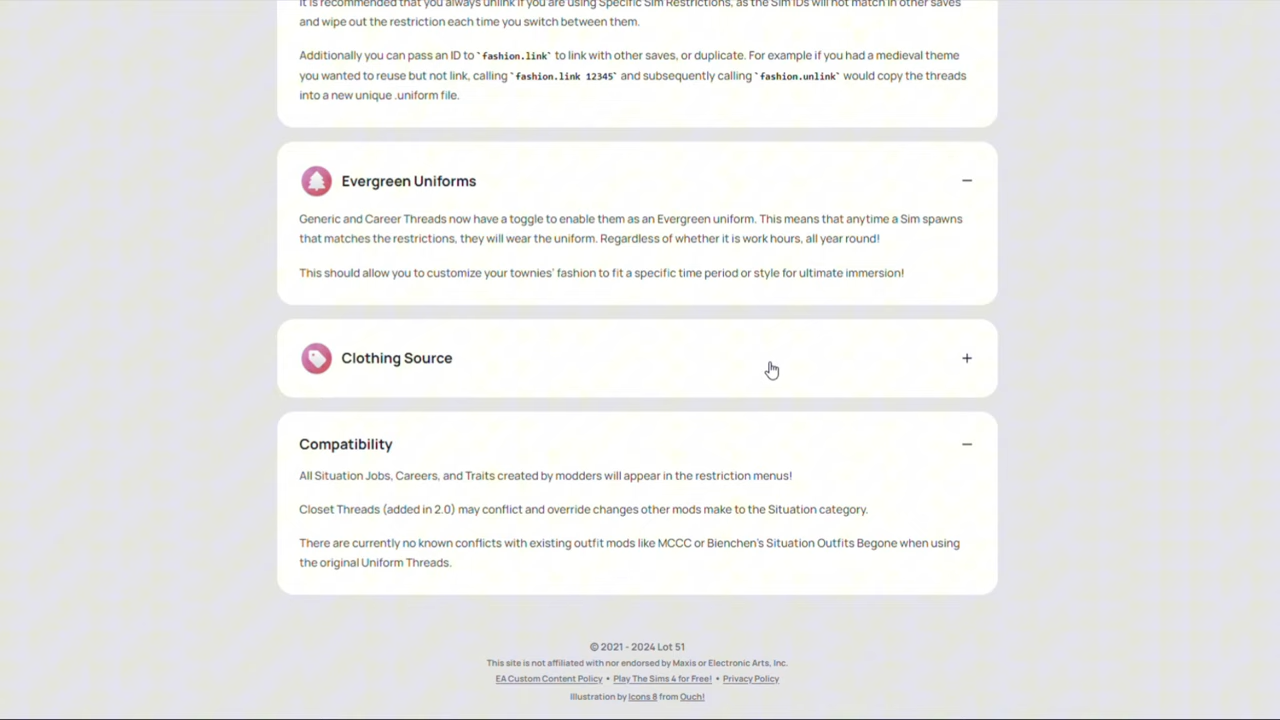 It is recommended that you always unlink if you are using Specific Sim Restrictions, as the Sim IDs will not match in other saves
and wipe out the restriction each time you switch between them.
Additionally you can pass an ID to `fashion.link` to link with other saves, or duplicate. For example if you had a medieval theme
you wanted to reuse but not link, calling `fashion.link 12345` and subsequently calling `fashion.unlink` would copy the threads
into a new unique .uniform file.
Evergreen Uniforms
Generic and Career Threads now have a toggle to enable them as an Evergreen uniform. This means that anytime a Sim spawns
that matches the restrictions, they will wear the uniform. Regardless of whether it is work hours, all year round!
This should allow you to customize your townies' fashion to fit a specific time period or style for ultimate immersion!
Clothing Source
Compatibility
All Situation Jobs, Careers, and Traits created by modders will appear in the restriction menus!
Closet Threads (added in 2.0) may conflict and override changes other mods make to the Situation category.
There are currently no known conflicts with existing outfit mods like MCCC or Bienchen's Situation Outfits Begone when using
the original Uniform Threads.
© 2021 - 2024 Lot 51
This site is not affiliated with nor endorsed by Maxis or Electronic Arts, Inc.
EA Custom Content Policy • Play The Sims 4 for Free! • Privacy Policy
Illustration by Icons 8 from Ouch!